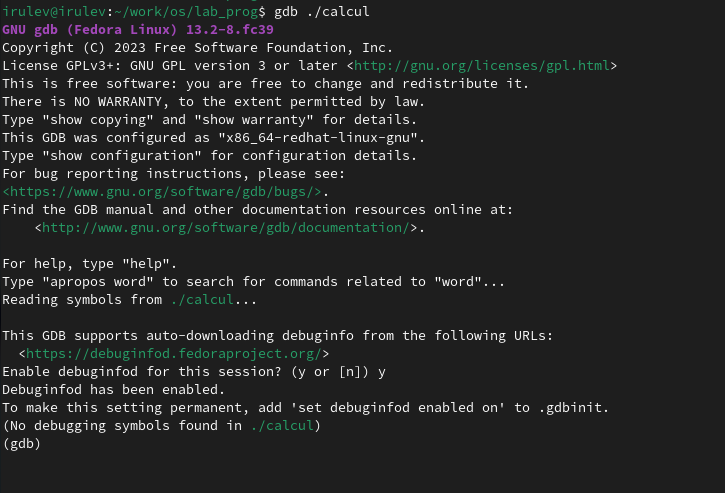 irulev@irulev:~/work/os/lab_prog$ gdb ./calcul
GNU gdb (Fedora Linux) 13.2-8.fc39
Copyright (C) 2023 Free Software Foundation, Inc.
License GPLv3+: GNU GPL version 3 or later <http://gnu.org/licenses/gpl.html>
This is free software: you are free to change and redistribute it.
There is NO WARRANTY, to the extent permitted by law.
Type "show copying" and "show warranty" for details.
This GDB was configured as "x86_64-redhat-linux-gnu".
Type "show configuration" for configuration details.
For bug reporting instructions, please see:
<https://www.gnu.org/software/gdb/bugs/>.
Find the GDB manual and other documentation resources online at:
    <http://www.gnu.org/software/gdb/documentation/>.

For help, type "help".
Type "apropos word" to search for commands related to "word"...
Reading symbols from ./calcul...

This GDB supports auto-downloading debuginfo from the following URLs:
  <https://debuginfod.fedoraproject.org/>
Enable debuginfod for this session? (y or [n]) y
Debuginfod has been enabled.
To make this setting permanent, add 'set debuginfod enabled on' to .gdbinit.
(No debugging symbols found in ./calcul)
(gdb)